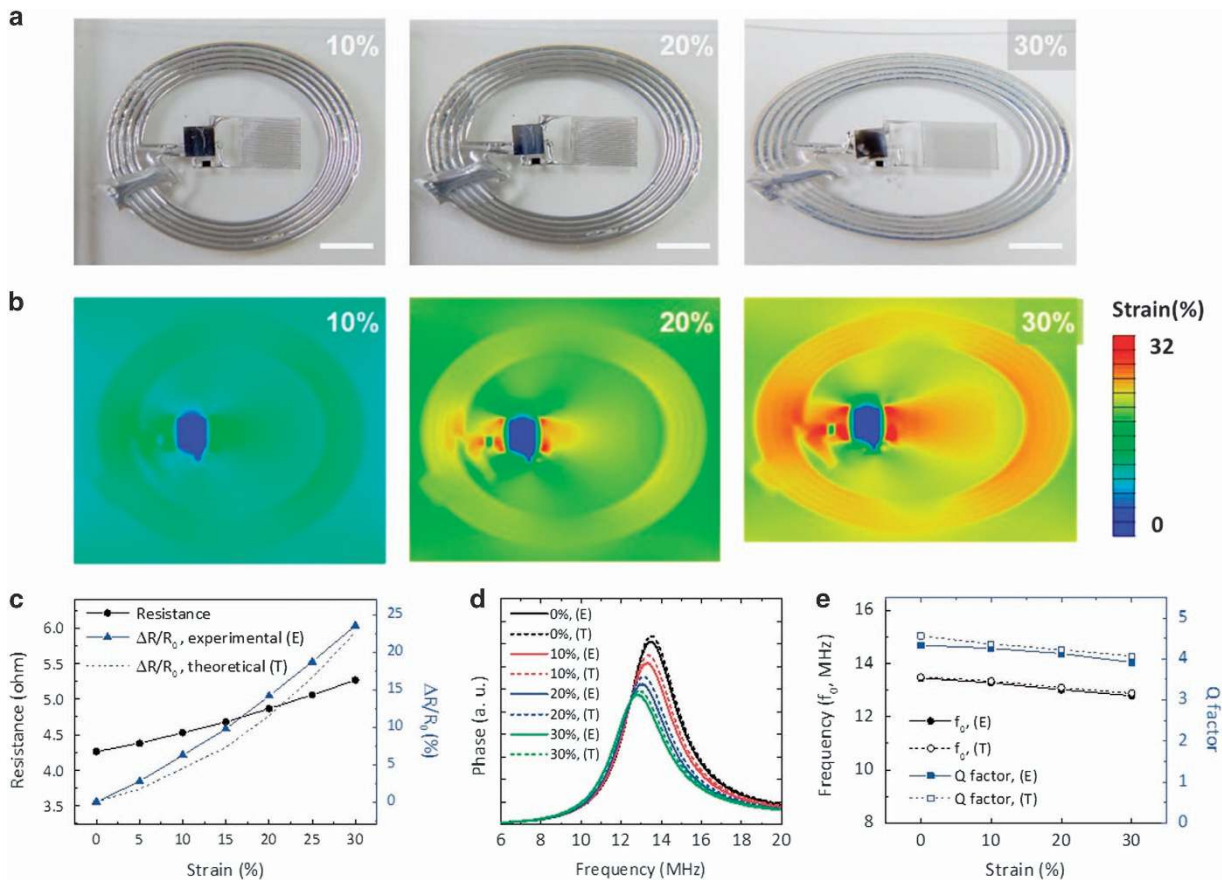 a
10%
20%
30%
b
10%
20%
30%
Strain(%)
32
0
c
Resistance
ΔR/R₀, experimental (E)
ΔR/R₀, theoretical (T)
Resistance (ohm)
6.0
5.5
5.0
4.5
4.0
3.5
25
20
15
10
5
0
ΔR/R₀ (%)
0 5 10 15 20 25 30
Strain (%)
d
0%, (E)
0%, (T)
10%, (E)
10%, (T)
20%, (E)
20%, (T)
30%, (E)
30%, (T)
Phase (a. u.)
6 8 10 12 14 16 18 20
Frequency (MHz)
e
Frequency (f₀, MHz)
16
15
13
11
10
8
f₀, (E)
f₀, (T)
Q factor, (E)
Q factor, (T)
5
4
3
2
1
0
Q factor
0 10 20 30
Strain (%)